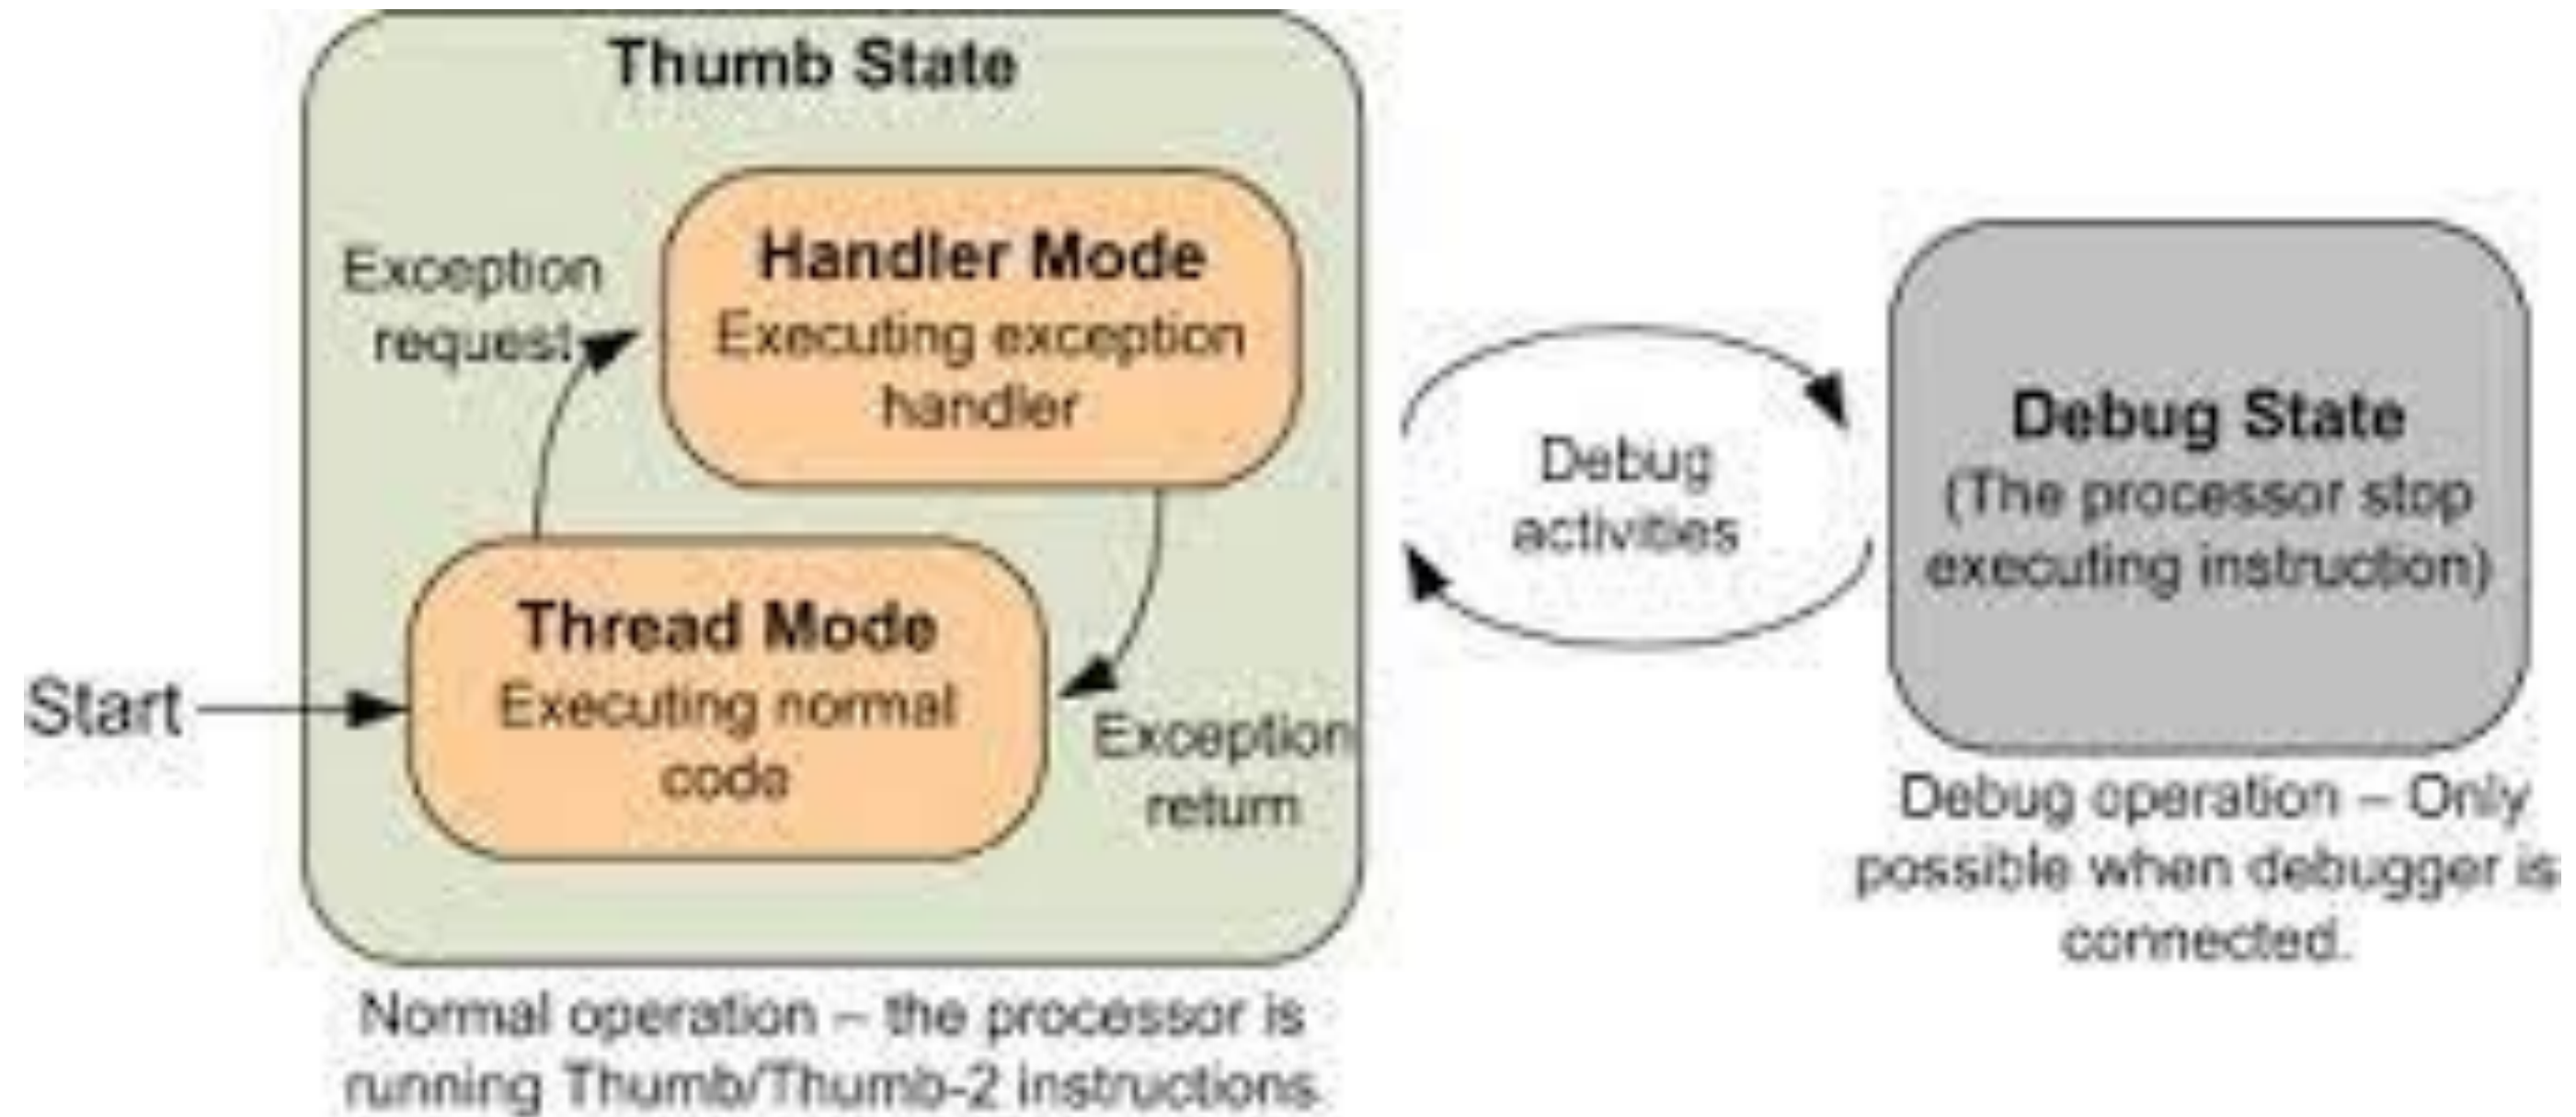 Thumb State
Exception
request
Handler Mode
Executing exception
handler
Start
Thread Mode
Executing normal
code
Exception
return
Debug
activities
Debug State
(The processor stop
executing instruction)
Debug operation – Only
possible when debugger is
connected.
Normal operation – the processor is
running Thumb/Thumb-2 instructions